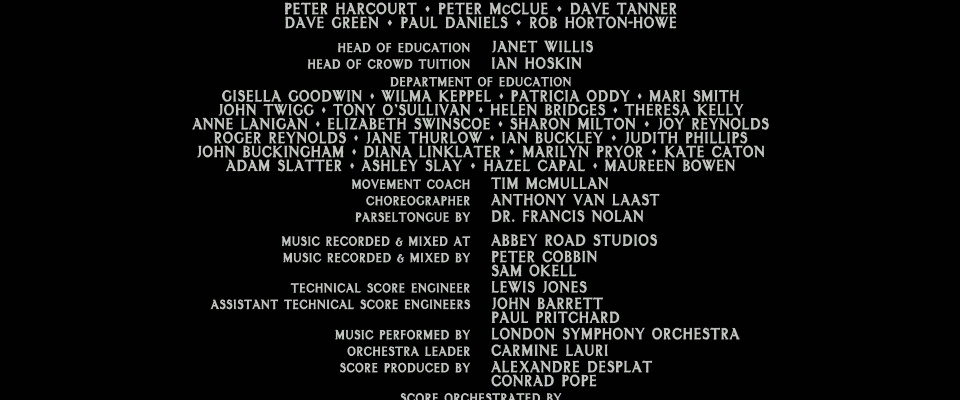 PETER HARCOURT ♦ PETER McCLUE ♦ DAVE TANNER
DAVE GREEN ♦ PAUL DANIELS ♦ ROB HORTON-HOWE
HEAD OF EDUCATION JANET WILLIS
HEAD OF CROWD TUITION IAN HOSKIN
DEPARTMENT OF EDUCATION
GISELLA GOODWIN ♦ WILMA KEPPEL ♦ PATRICIA ODDY ♦ MARI SMITH
JOHN TWIGG ♦ TONY O'SULLIVAN ♦ HELEN BRIDGES ♦ THERESA KELLY
ANNE LANIGAN ♦ ELIZABETH SWINSCOE ♦ SHARON MILTON ♦ JOY REYNOLDS
ROGER REYNOLDS ♦ JANE THURLOW ♦ IAN BUCKLEY ♦ JUDITH PHILLIPS
JOHN BUCKINGHAM ♦ DIANA LINKLATER ♦ MARILYN PRYOR ♦ KATE CATON
ADAM SLATTER ♦ ASHLEY SLAY ♦ HAZEL CAPAL ♦ MAUREEN BOWEN
MOVEMENT COACH TIM McMULLAN
CHOREOGRAPHER ANTHONY VAN LAAST
PARSELTONGUE BY DR. FRANCIS NOLAN
MUSIC RECORDED & MIXED AT ABBEY ROAD STUDIOS
MUSIC RECORDED & MIXED BY PETER COBBIN
SAM OKELL
TECHNICAL SCORE ENGINEER LEWIS JONES
ASSISTANT TECHNICAL SCORE ENGINEERS JOHN BARRETT
PAUL PRITCHARD
MUSIC PERFORMED BY LONDON SYMPHONY ORCHESTRA
ORCHESTRA LEADER CARMINE LAURI
SCORE PRODUCED BY ALEXANDRE DESPLAT
CONRAD POPE
SCORE ORCHESTRATED BY